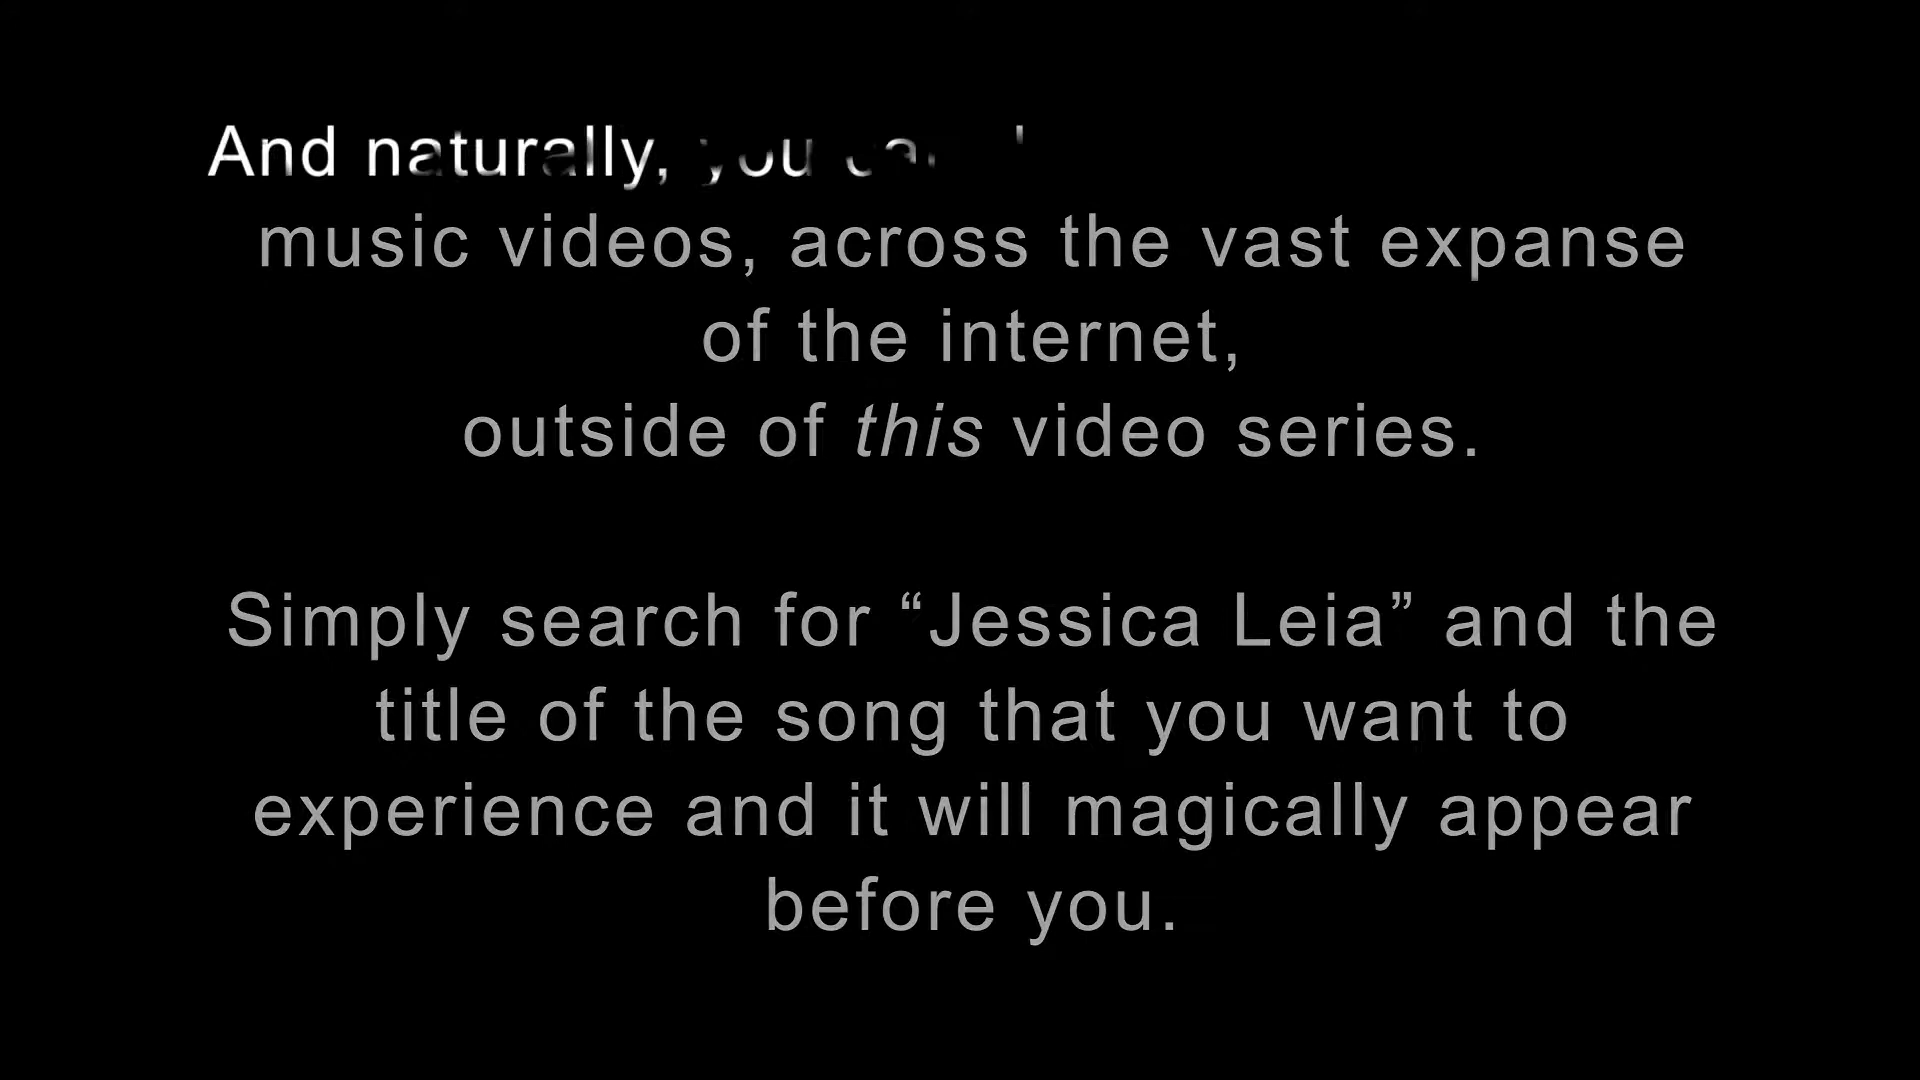 And naturally, you can
music videos, across the vast expanse
of the internet,
outside of this video series.
Simply search for “Jessica Leia” and the
title of the song that you want to
experience and it will magically appear
before you.